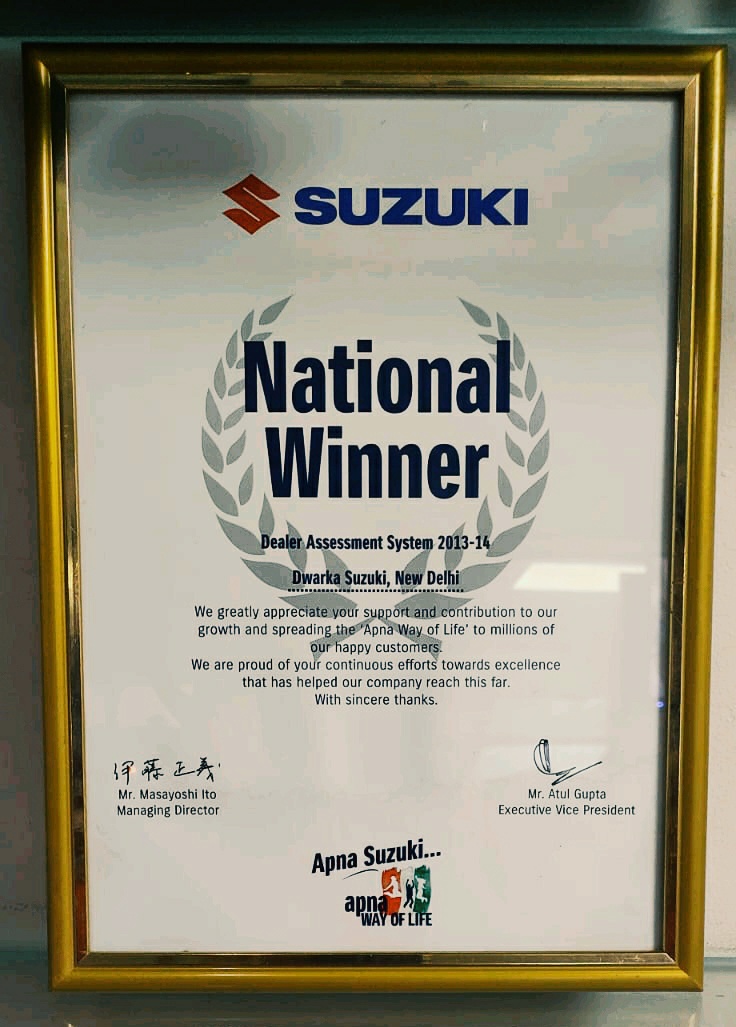 SUZUKI
National
Winner
Dealer Assessment System 2013-14
Dwarka Suzuki, New Delhi
We greatly appreciate your support and contribution to our
growth and spreading the 'Apna Way of Life' to millions of
our happy customers.
We are proud of your continuous efforts towards excellence
that has helped our company reach this far.
With sincere thanks.
伊藤正義
Mr. Masayoshi Ito
Managing Director
Mr. Atul Gupta
Executive Vice President
Apna Suzuki...
apna
WAY OF LIFE